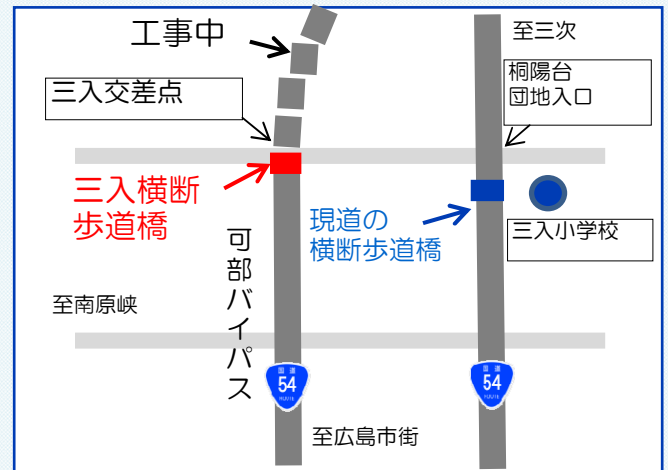 工事中
至三次
三入交差点
桐陽台
団地入口
三入横断
歩道橋
現道の
横断歩道橋
三入小学校
可部バイパス
至南原峡
国道
54
ROUTE
国道
54
ROUTE
至広島市街